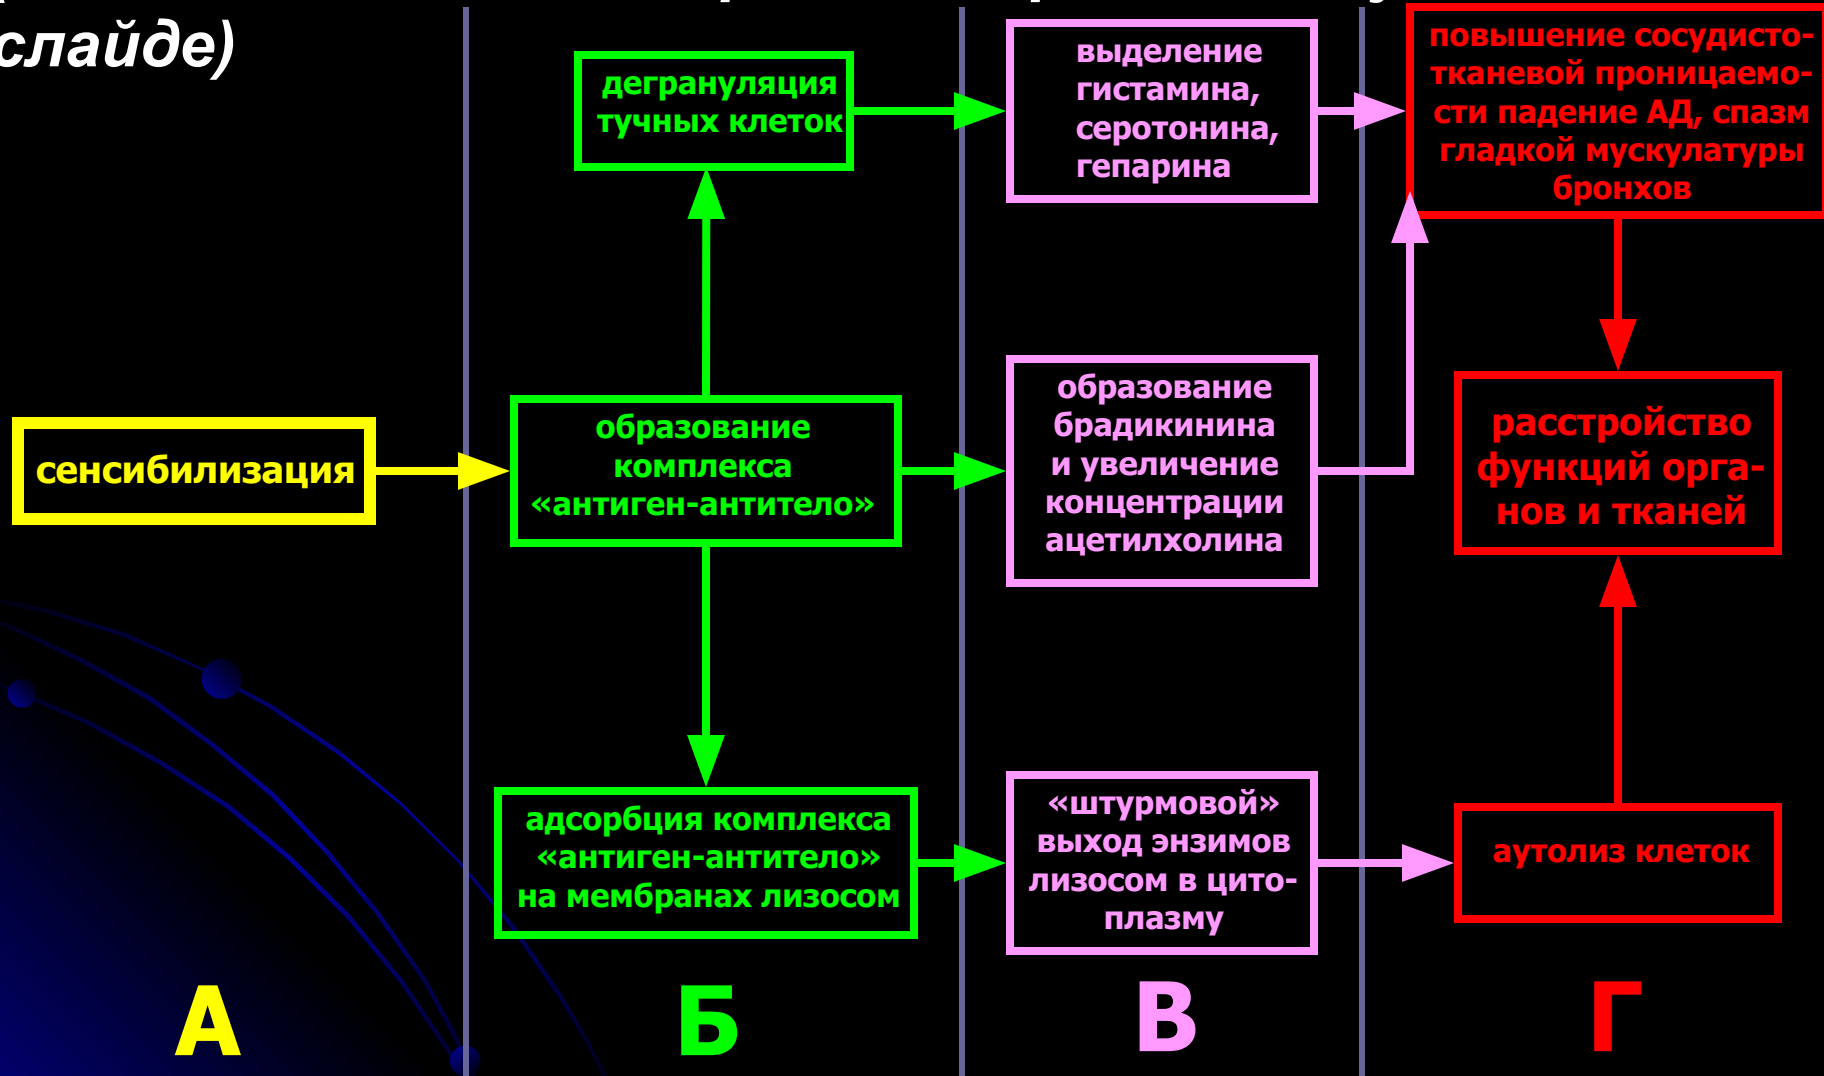 слайде)
дегрануляция
тучных клеток
выделение
гистамина,
серотонина,
гепарина
повышение сосудисто-
тканевой проницаемо-
сти падение АД, спазм
гладкой мускулатуры
бронхов
сенсибилизация
образование
комплекса
«антиген-антитело»
образование
брадикинина
и увеличение
концентрации
ацетилхолина
расстройство
функций орга-
нов и тканей
адсорбция комплекса
«антиген-антитело»
на мембранах лизосом
«штурмовой»
выход энзимов
лизосом в цито-
плазму
аутолиз клеток
А
Б
В
Г